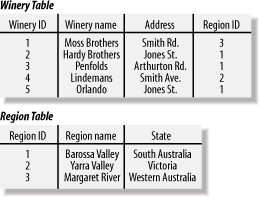 Winery Table
Winery ID Winery name Address Region ID
1 Moss Brothers Smith Rd. 3
2 Hardy Brothers Jones St. 1
3 Penfolds Arthurton Rd. 1
4 Lindemans Smith Ave. 2
5 Orlando Jones St. 1
Region Table
Region ID Region name State
1 Barossa Valley South Australia
2 Yarra Valley Victoria
3 Margaret River Western Australia